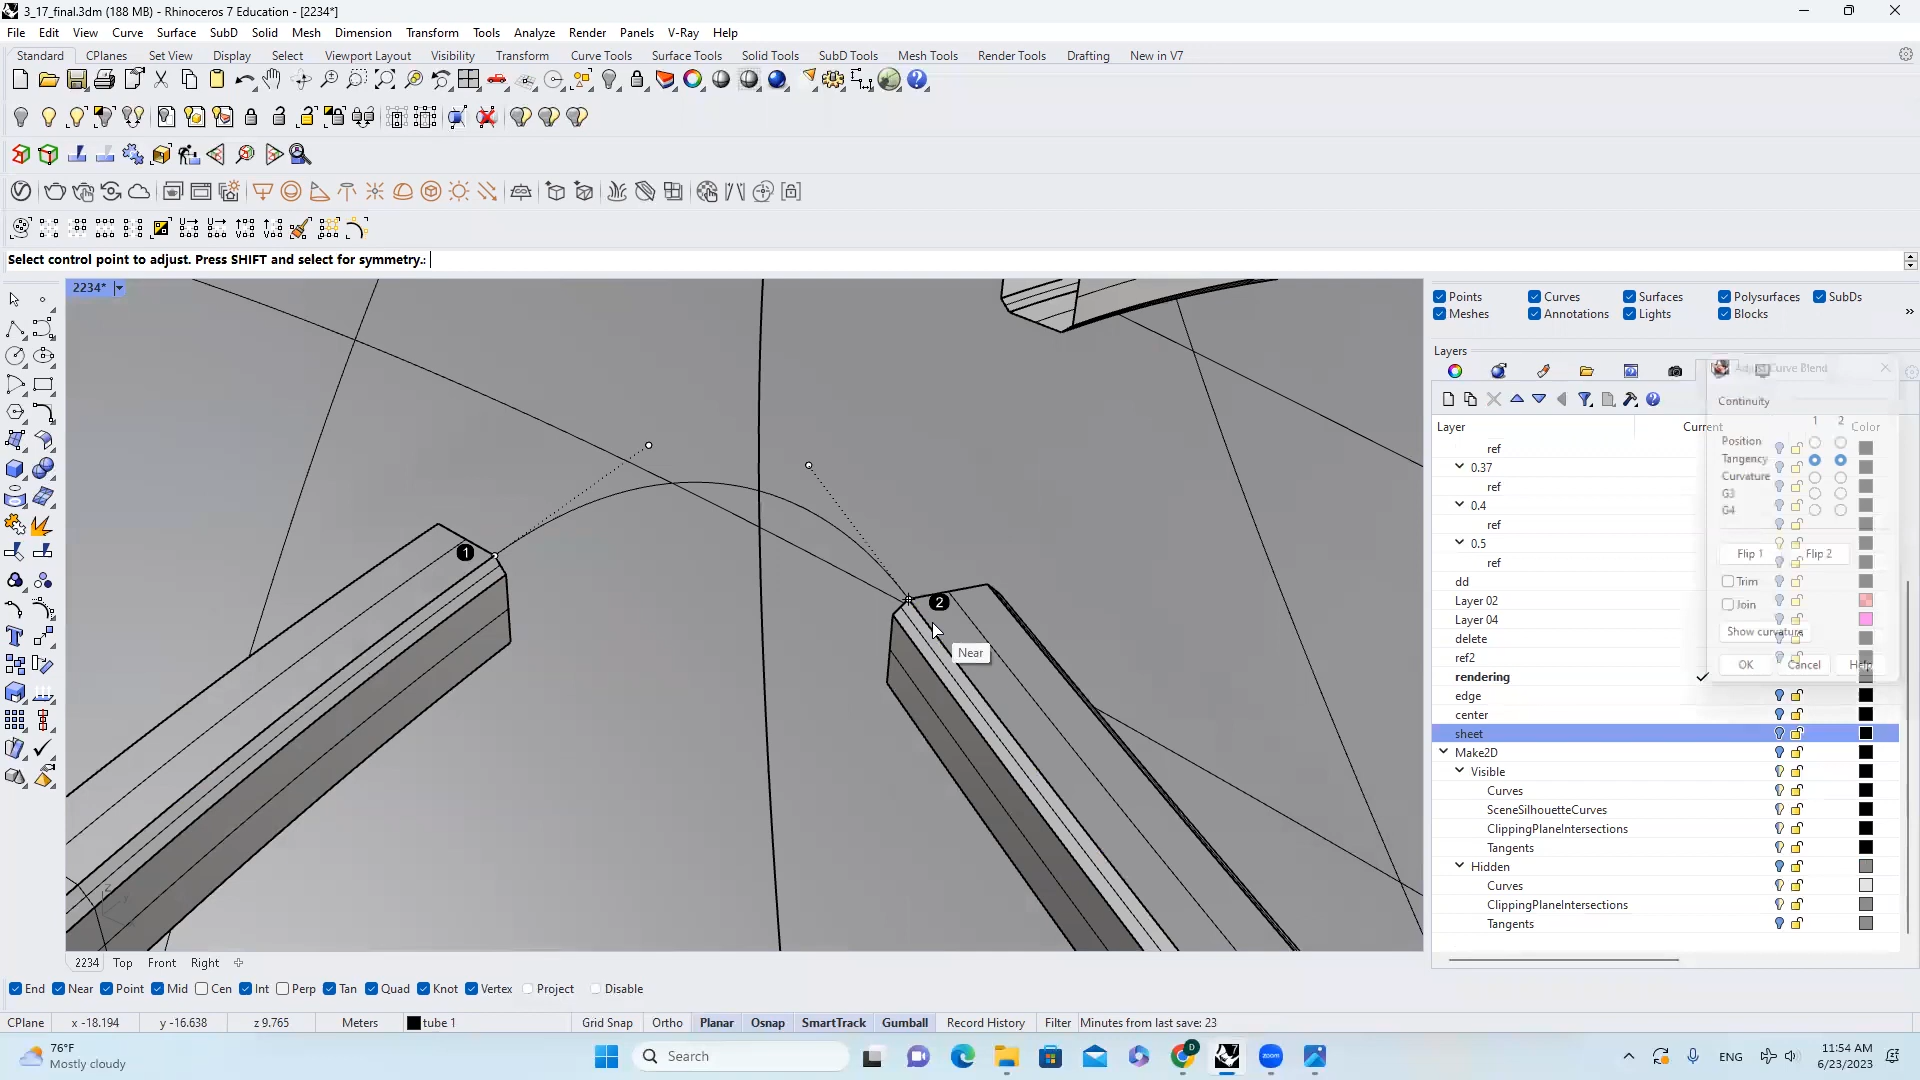 3_17_final.3dm (188 MB) - Rhinoceros 7 Education - [2234*]
File Edit View Curve Surface SubD Solid Mesh Dimension Transform Tools Analyze Render Panels V-Ray Help
Standard CPlanes Set View Display Select Viewport Layout Visibility Transform Curve Tools Surface Tools Solid Tools SubD Tools Mesh Tools Render Tools Drafting New in V7
Select control point to adjust. Press SHIFT and select for symmetry.:
2234*
Points Curves Surfaces Polysurfaces SubDs
Meshes Annotations Lights Blocks
Layers
Adjust Curve Blend
Continuity
Layer Current 1 2 Color
Position
Tangency
Curvature
G3
G4
Flip 1 Flip 2
Trim
Join
Show curvature
OK Cancel Help
ref
0.37
ref
0.4
ref
0.5
ref
dd
Layer 02
Layer 04
delete
ref2
rendering
edge
center
sheet
Make2D
Visible
Curves
SceneSilhouetteCurves
ClippingPlaneIntersections
Tangents
Hidden
Curves
ClippingPlaneIntersections
Tangents
1
2
Near
z
x
2234 Top Front Right
End Near Point Mid Cen Int Perp Tan Quad Knot Vertex Project Disable
CPlane x -18.194 y -16.638 z 9.765 Meters tube 1 Grid Snap Ortho Planar Osnap SmartTrack Gumball Record History Filter Minutes from last save: 23
76°F
Mostly cloudy
Search
D
7
zoom
ENG
11:54 AM
6/23/2023